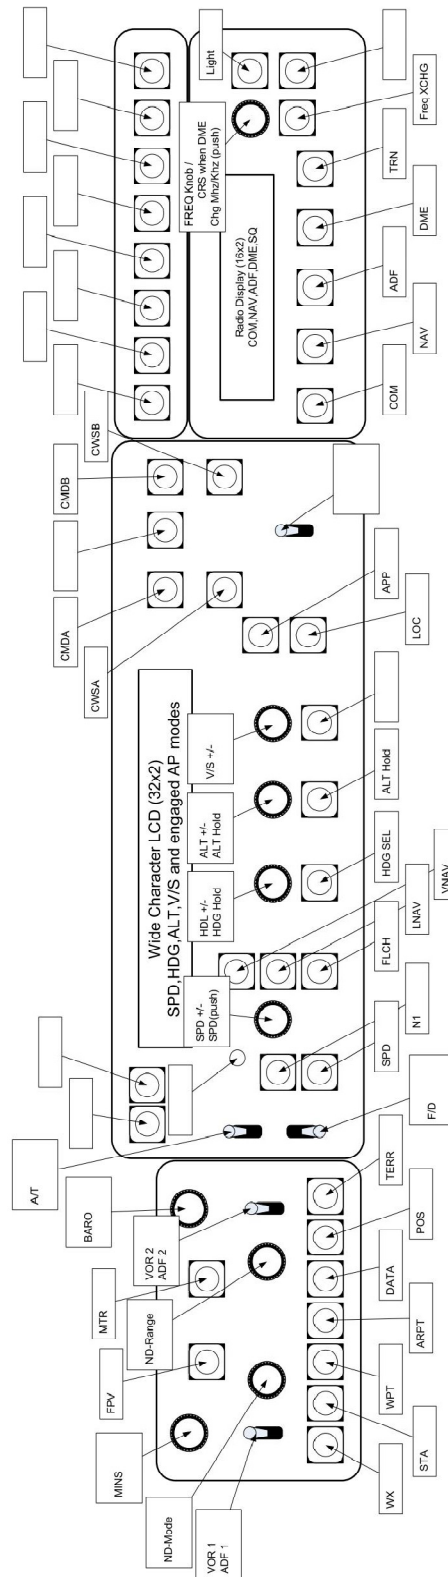 MINS
FPV
MTR
BARO
ND-Mode
ND-Range
VOR 1
ADF 1
VOR 2
ADF 2
WX
STA
WPT
ARPT
DATA
POS
TERR
A/T
F/D
Wide Character LCD (32x2)
SPD,HDG,ALT,V/S and engaged AP modes
SPD +/-
SPD(push)
HDL +/-
HDG Hold
ALT +/-
ALT Hold
V/S +/-
SPD
N1
FLCH
LNAV
VNAV
HDG SEL
ALT Hold
LOC
APP
CMDA
CWSA
CMDB
CWSB
Radio Display (16x2)
COM,NAV,ADF,DME,SQ
FREQ Knob /
CRS when DME
Chg Mhz/Khz (push)
Light
COM
NAV
ADF
DME
TRN
Freq XCHG